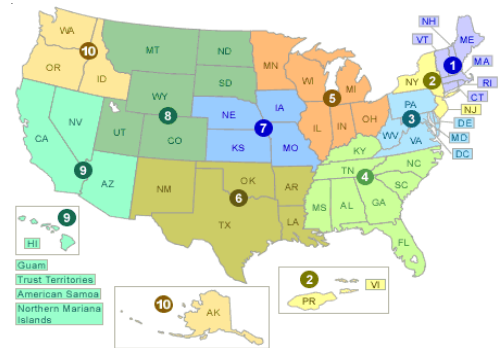 NH
VT
ME
WA
10
MT
ND
MN
1
MA
OR
ID
SD
WI
MI
NY
2
RI
WY
5
CT
8
NE
IA
PA
NJ
NV
UT
CO
7
IL
IN
OH
3
DE
CA
KS
MO
WV
VA
MD
KY
DC
9
AZ
NM
OK
AR
TN
4
NC
6
SC
TX
LA
MS
AL
GA
9
FL
HI
Guam
Trust Territories
American Samoa
Northern Mariana
Islands
10
AK
2
VI
PR